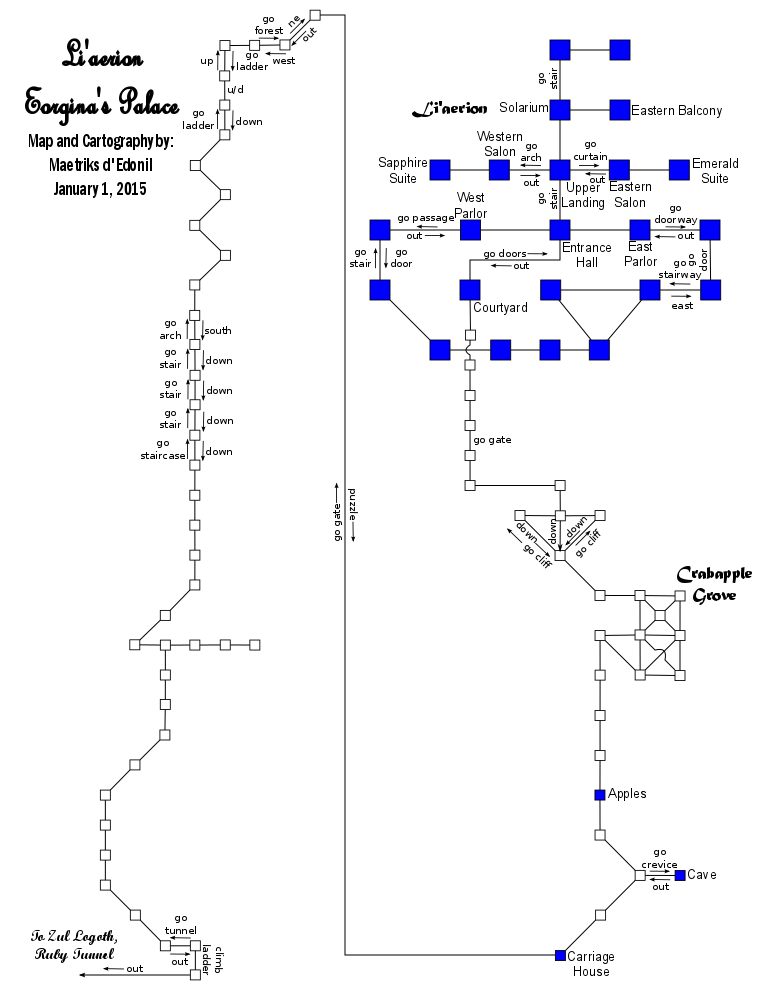 Li'aerion
Eorgina's Palace
Map and Cartography by:
Maetriks d'Edonil
January 1, 2015
go
forest
ne
out
up
go
ladder
west
u/d
go
ladder
down
go
arch
south
go
stair
down
go
stair
down
go
stair
down
go
staircase
down
go gate
puzzle
go
tunnel
out
climb
ladder
To Zul Logoth,
Ruby Tunnel
out
Li'aerion
go
stair
Solarium
Eastern Balcony
Western
Salon
go
arch
out
go
curtain
out
Sapphire
Suite
Emerald
Suite
Upper
Landing
Eastern
Salon
go
stair
West
Parlor
go passage
out
go
doorway
out
Entrance
Hall
East
Parlor
go
stair
go
door
go doors
out
go
door
go
stairway
east
Courtyard
go gate
down
go cliff
down
down
go cliff
Crabapple
Grove
Apples
go
crevice
out
Cave
Carriage
House